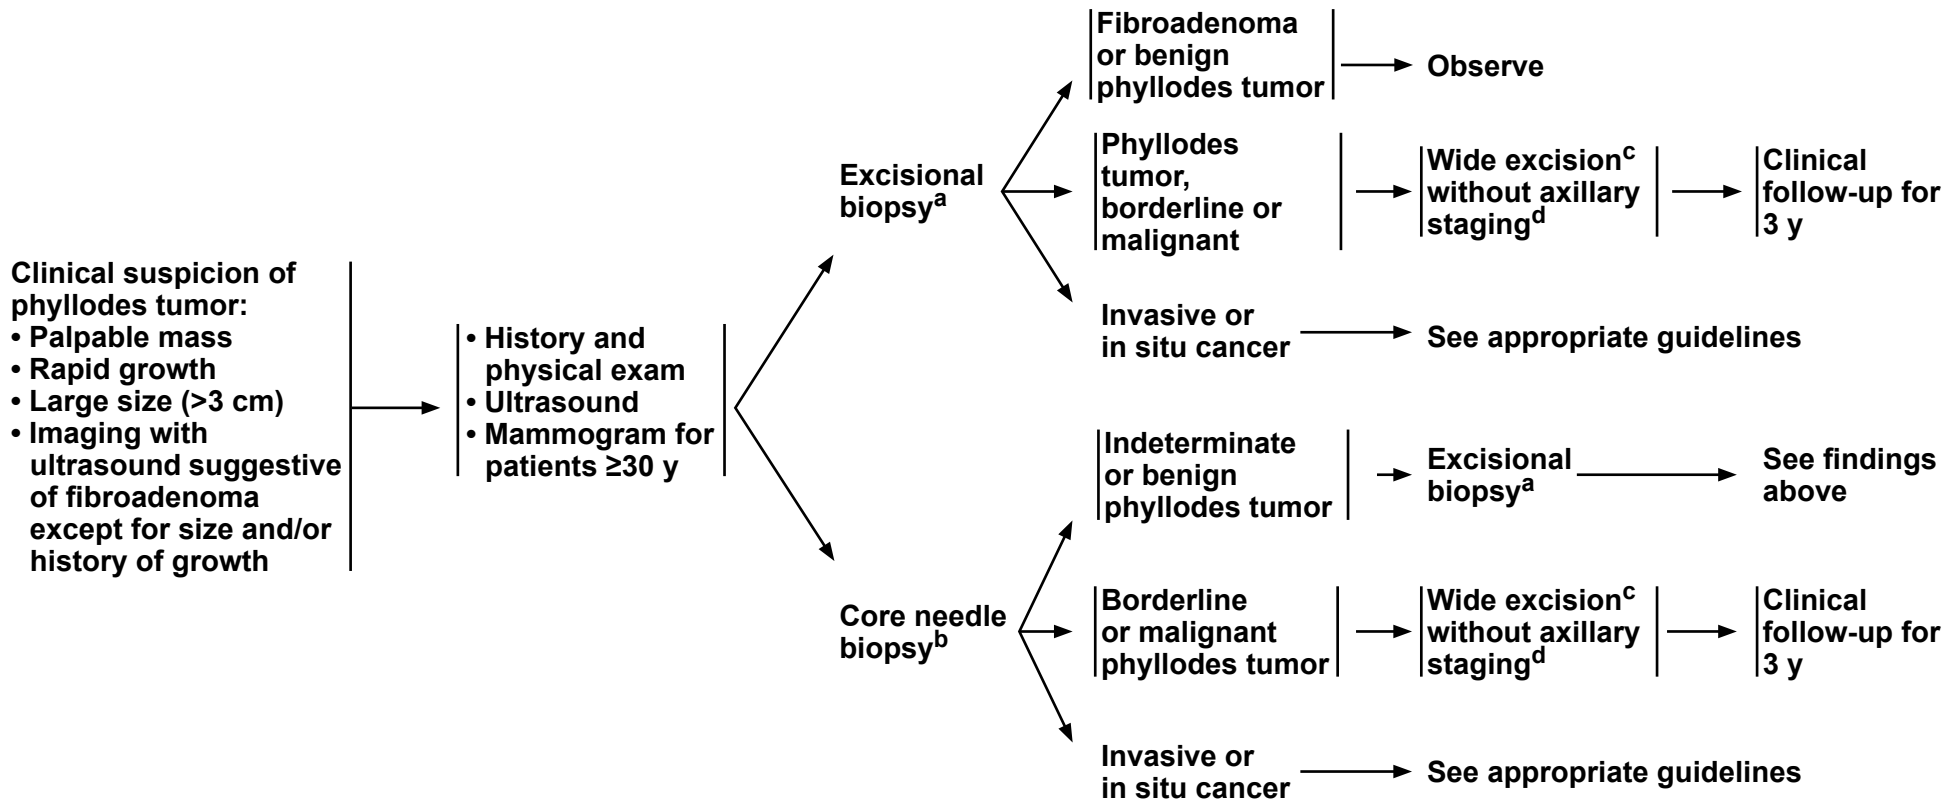 Clinical suspicion of
phyllodes tumor:
• Palpable mass
• Rapid growth
• Large size (>3 cm)
• Imaging with
ultrasound suggestive
of fibroadenoma
except for size and/or
history of growth
• History and
physical exam
• Ultrasound
• Mammogram for
patients ≥30 y
Excisional
biopsyᵃ
Fibroadenoma
or benign
phyllodes tumor
Observe
Phyllodes
tumor,
borderline or
malignant
Wide excisionᶜ
without axillary
stagingᵈ
Clinical
follow-up for
3 y
Invasive or
in situ cancer
See appropriate guidelines
Core needle
biopsyᵇ
Indeterminate
or benign
phyllodes tumor
Excisional
biopsyᵃ
See findings
above
Borderline
or malignant
phyllodes tumor
Wide excisionᶜ
without axillary
stagingᵈ
Clinical
follow-up for
3 y
Invasive or
in situ cancer
See appropriate guidelines